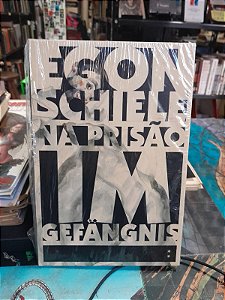 EGON
SCHIELE
NA PRISÃO
IM
GEFÄNGNIS